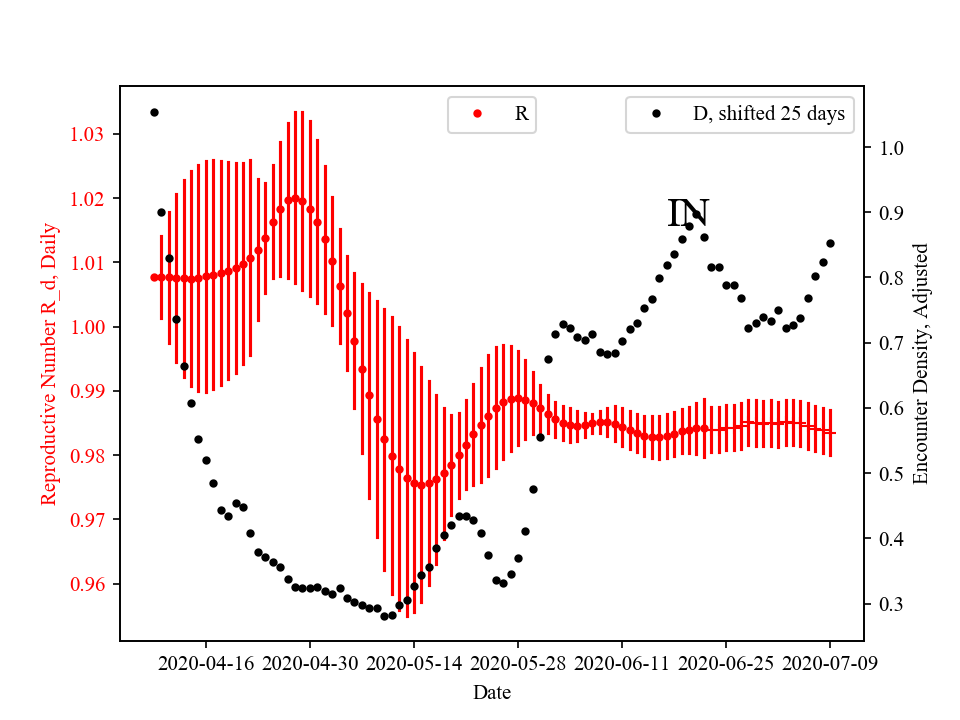 R
D, shifted 25 days
IN
1.03
1.02
1.01
1.00
0.99
0.98
0.97
0.96
Reproductive Number R_d, Daily
1.0
0.9
0.8
0.7
0.6
0.5
0.4
0.3
Encounter Density, Adjusted
2020-04-16 2020-04-30 2020-05-14 2020-05-28 2020-06-11 2020-06-25 2020-07-09
Date